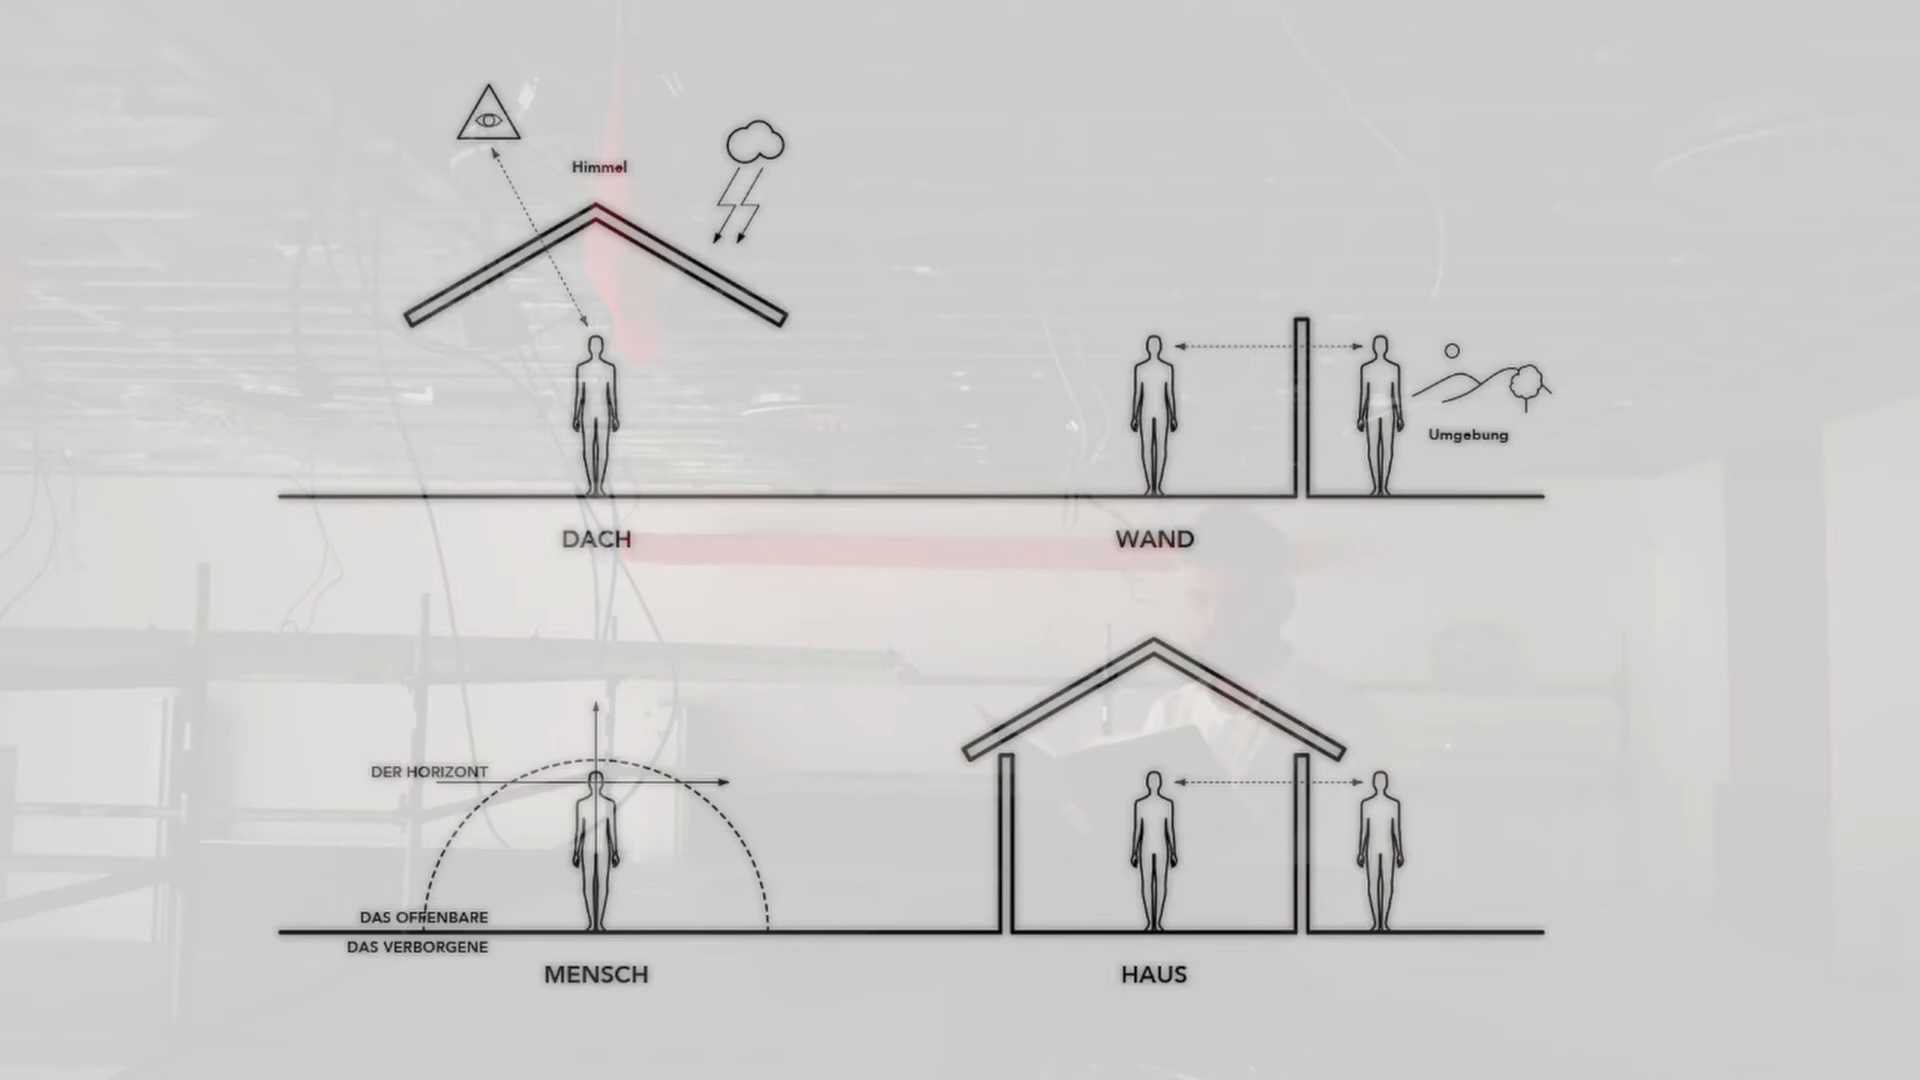 Himmel
Umgebung
DACH
WAND
DER HORIZONT
DAS OFFENBARE
DAS VERBORGENE
MENSCH
HAUS